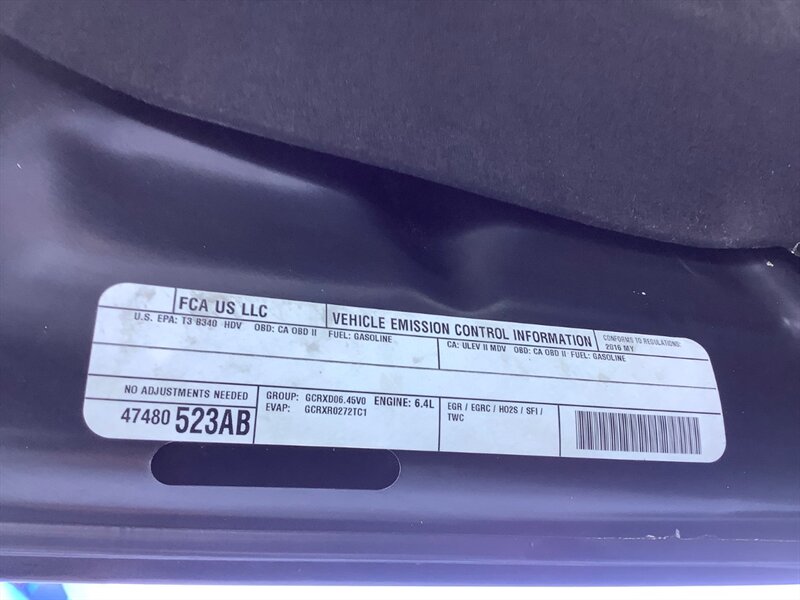 FCA US LLC
VEHICLE EMISSION CONTROL INFORMATION
CONFORMS TO REGULATIONS:
2016 MY
U.S. EPA: T3 B340 HDV OBD: CA OBD II FUEL: GASOLINE
CA: ULEV II MDV OBD: CA OBD II FUEL: GASOLINE
NO ADJUSTMENTS NEEDED
47480 523AB
GROUP: GCRXD06.45V0 ENGINE: 6.4L
EVAP: GCRXR0272TC1
EGR / EGRC / HO2S / SFI /
TWC